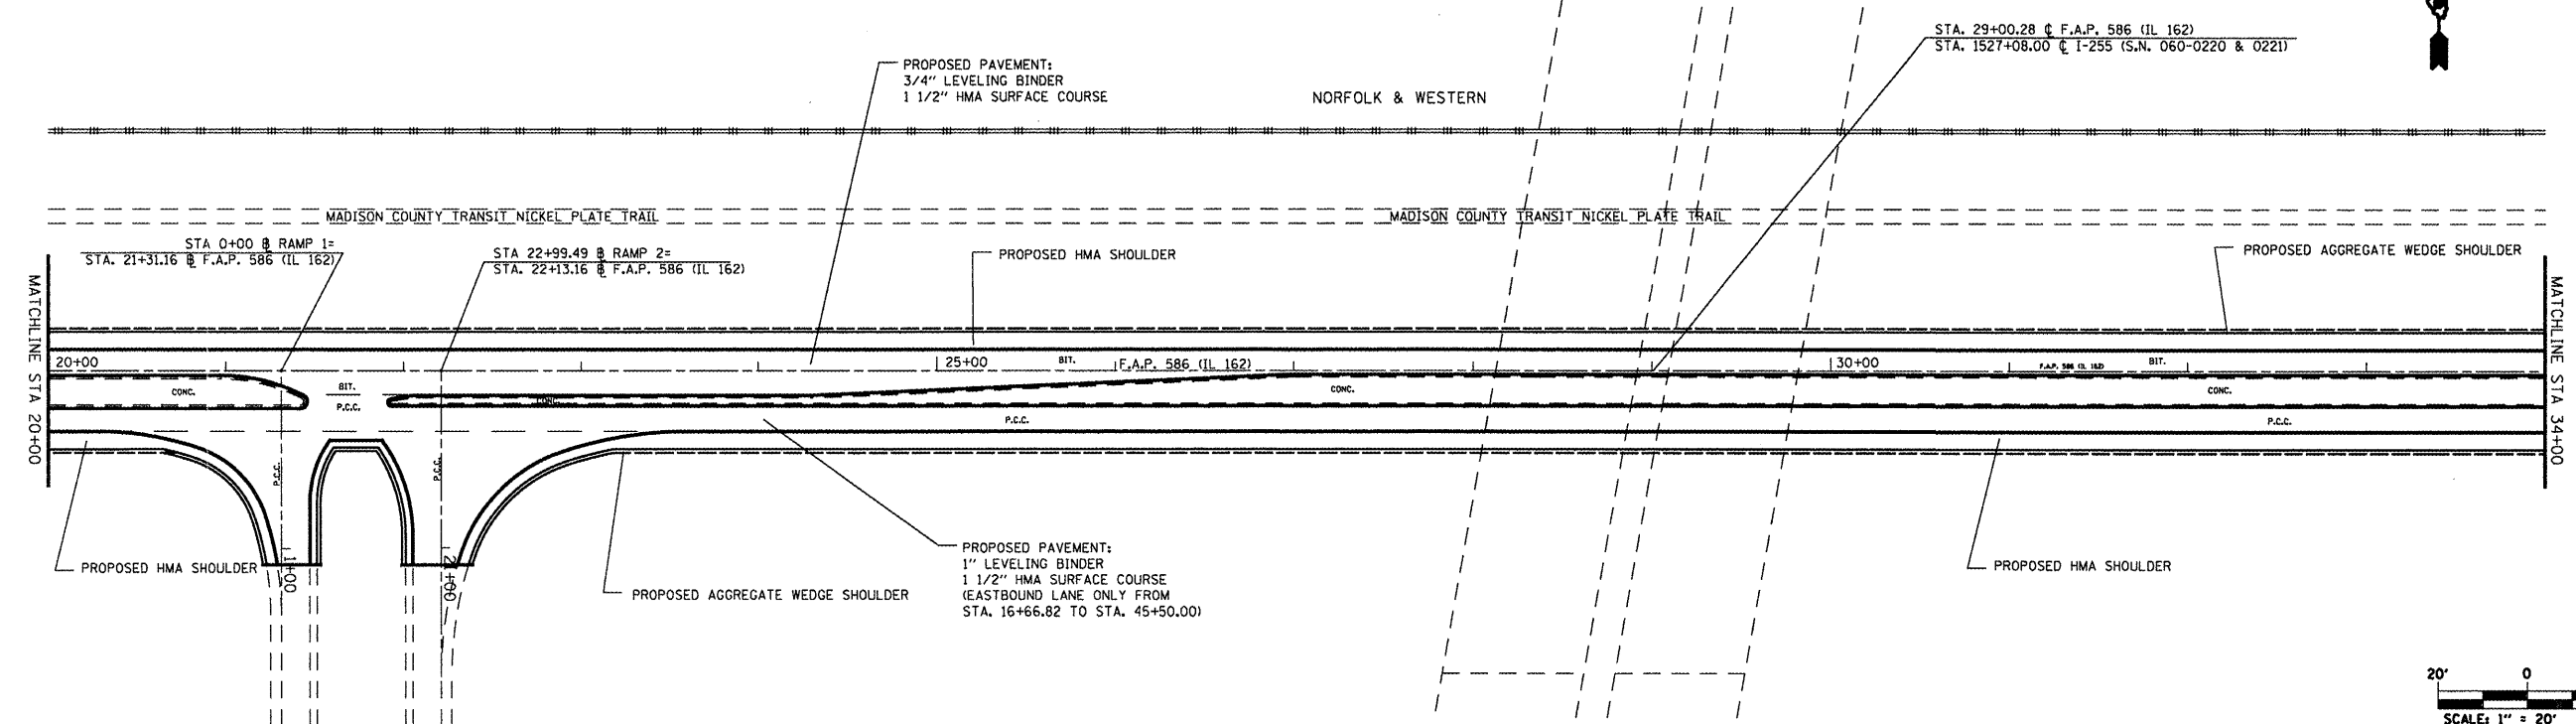 STA. 29+00.28 ℄ F.A.P. 586 (IL 162)
STA. 1527+08.00 ℄ I-255 (S.N. 060-0220 & 0221)
PROPOSED PAVEMENT:
3/4" LEVELING BINDER
1 1/2" HMA SURFACE COURSE
NORFOLK & WESTERN
MADISON COUNTY TRANSIT NICKEL PLATE TRAIL
MADISON COUNTY TRANSIT NICKEL PLATE TRAIL
STA 0+00 ⅊ RAMP 1=
STA. 21+31.16 ⅊ F.A.P. 586 (IL 162)
STA 22+99.49 ⅊ RAMP 2=
STA. 22+13.16 ⅊ F.A.P. 586 (IL 162)
PROPOSED HMA SHOULDER
PROPOSED AGGREGATE WEDGE SHOULDER
MATCHLINE STA 20+00
MATCHLINE STA 34+00
20+00
25+00
BIT.
F.A.P. 586 (IL 162)
30+00
F.A.P. 586 (IL 162)
BIT.
CONC.
BIT.
P.C.C.
CONC.
CONC.
CONC.
P.C.C.
P.C.C.
P.C.C.
P.C.C.
1+00
21+00
PROPOSED HMA SHOULDER
PROPOSED AGGREGATE WEDGE SHOULDER
PROPOSED PAVEMENT:
1" LEVELING BINDER
1 1/2" HMA SURFACE COURSE
(EASTBOUND LANE ONLY FROM
STA. 16+66.82 TO STA. 45+50.00)
PROPOSED HMA SHOULDER
20'
0
SCALE: 1" = 20'